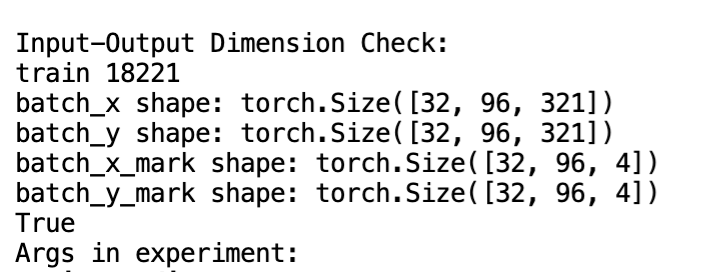 Input-Output Dimension Check:
train 18221
batch_x shape: torch.Size([32, 96, 321])
batch_y shape: torch.Size([32, 96, 321])
batch_x_mark shape: torch.Size([32, 96, 4])
batch_y_mark shape: torch.Size([32, 96, 4])
True
Args in experiment: